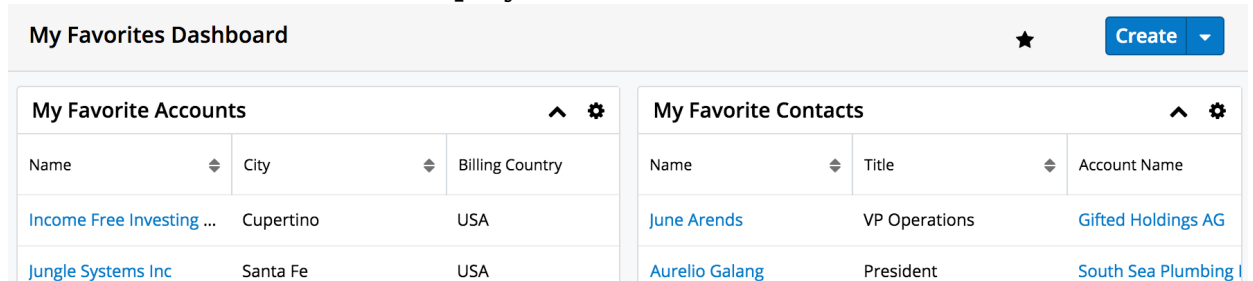 My Favorites Dashboard
Create
My Favorite Accounts
Name City Billing Country
Income Free Investing ... Cupertino USA
Jungle Systems Inc Santa Fe USA
My Favorite Contacts
Name Title Account Name
June Arends VP Operations Gifted Holdings AG
Aurelio Galang President South Sea Plumbing